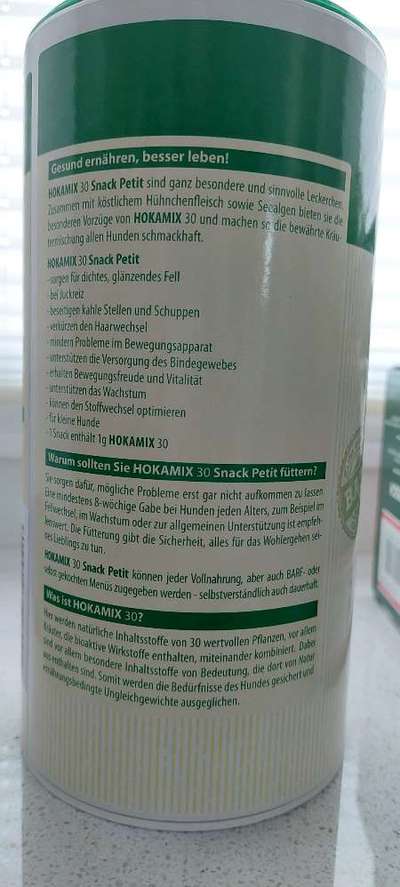 Gesund ernähren, besser leben!
HOKAMIX 30 Snack Petit sind ganz besondere und sinnvolle Leckerchen.
Zusammen mit köstlichem Hühnchenfleisch sowie Seealgen bieten sie die
besonderen Vorzüge von HOKAMIX 30 und machen so die bewährte Kräu-
termischung allen Hunden schmackhaft.
HOKAMIX 30 Snack Petit
- sorgen für dichtes, glänzendes Fell
- bei Juckreiz
- beseitigen kahle Stellen und Schuppen
- verkürzen den Haarwechsel
- mindern Probleme im Bewegungsapparat
- unterstützen die Versorgung des Bindegewebes
- erhalten Bewegungsfreude und Vitalität
- unterstützen das Wachstum
- können den Stoffwechsel optimieren
- für kleine Hunde
- 1 Snack enthält 1g HOKAMIX 30
Warum sollten Sie HOKAMIX 30 Snack Petit füttern?
Sie sorgen dafür, mögliche Probleme erst gar nicht aufkommen zu lassen
Eine mindestens 8-wöchige Gabe bei Hunden jeden Alters, zum Beispiel im
Fellwechsel, im Wachstum oder zur allgemeinen Unterstützung ist empfeh-
lenswert. Die Fütterung gibt die Sicherheit, alles für das Wohlergehen sei-
nes Lieblings zu tun.
HOKAMIX 30 Snack Petit können jeder Vollnahrung, aber auch BARF- oder
selbst gekochten Menüs zugegeben werden - selbstverständlich auch dauerhaft.
Was ist HOKAMIX 30?
Hier werden natürliche Inhaltsstoffe von 30 wertvollen Pflanzen, vor allem
Kräuter, die bioaktive Wirkstoffe enthalten, miteinander kombiniert. Dabei
sind vor allem besondere Inhaltsstoffe von Bedeutung, die dort von Natur
aus enthalten sind. Somit werden die Bedürfnisse des Hundes gesichert und
ernährungsbedingte Ungleichgewichte ausgeglichen.